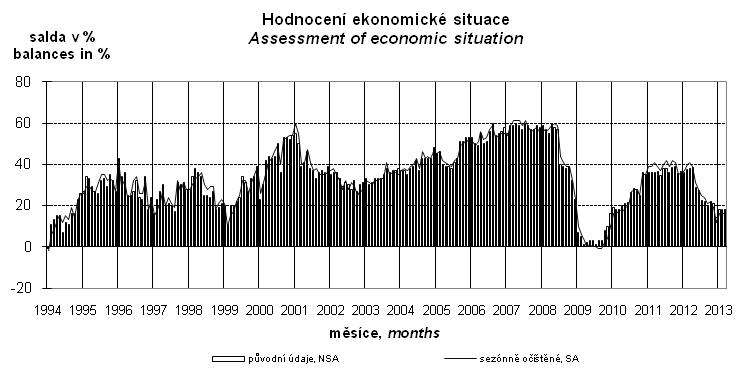 Hodnocení ekonomické situace
Assessment of economic situation
salda v %
balances in %
80
60
40
20
0
-20
1994 1995 1996 1997 1998 1999 2000 2001 2002 2003 2004 2005 2006 2007 2008 2009 2010 2011 2012 2013
měsíce, months
původní údaje, NSA sezónně očištěné, SA